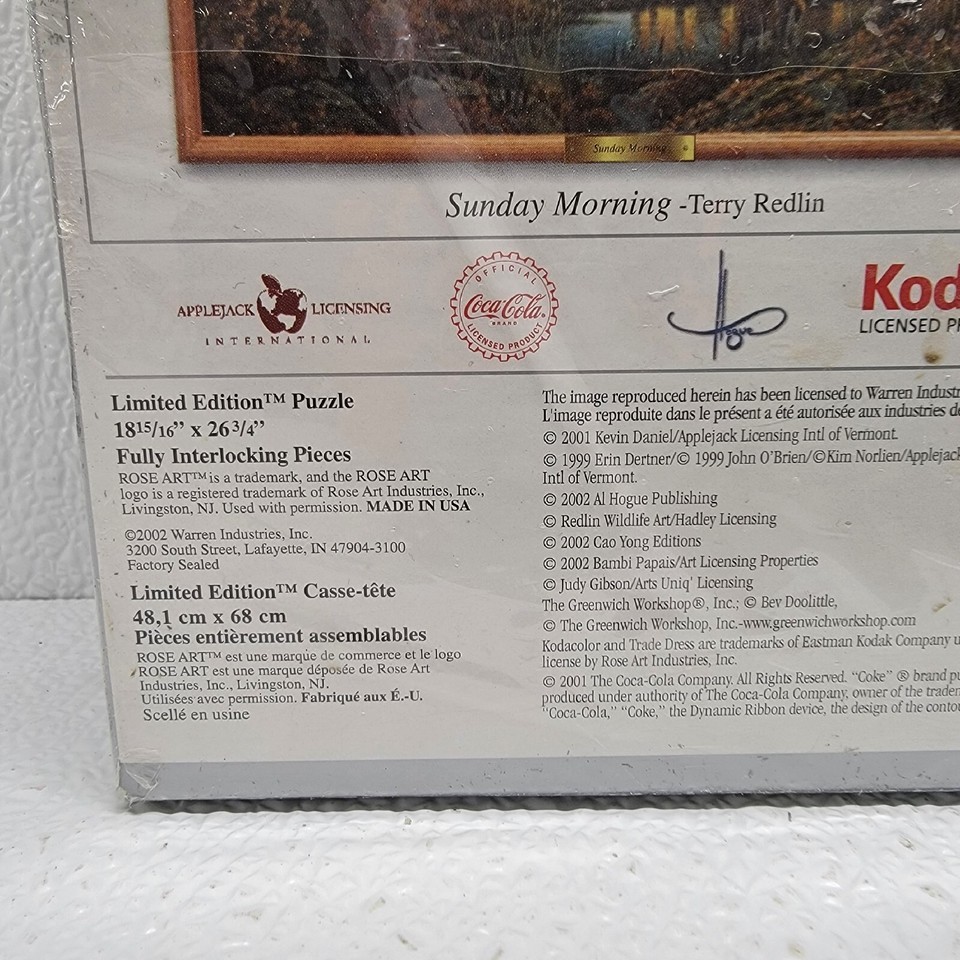 Sunday Morning
Sunday Morning -Terry Redlin
APPLEJACK LICENSING
INTERNATIONAL
OFFICIAL
Coca-Cola
BRAND
LICENSED PRODUCT
Hogue
Kod
LICENSED P
Limited Edition™ Puzzle
18 15/16" x 26 3/4"
Fully Interlocking Pieces
ROSE ART™ is a trademark, and the ROSE ART
logo is a registered trademark of Rose Art Industries, Inc.,
Livingston, NJ. Used with permission. MADE IN USA
©2002 Warren Industries, Inc.
3200 South Street, Lafayette, IN 47904-3100
Factory Sealed
Limited Edition™ Casse-tête
48,1 cm x 68 cm
Pièces entièrement assemblables
ROSE ART™ est une marque de commerce et le logo
ROSE ART est une marque déposée de Rose Art
Industries, Inc., Livingston, NJ.
Utilisées avec permission. Fabriqué aux É.-U.
Scellé en usine
The image reproduced herein has been licensed to Warren Industr
L'image reproduite dans le présent a été autorisée aux industries d
© 2001 Kevin Daniel/Applejack Licensing Intl of Vermont.
© 1999 Erin Dertner/© 1999 John O'Brien/©Kim Norlien/Applejack
Intl of Vermont.
© 2002 Al Hogue Publishing
© Redlin Wildlife Art/Hadley Licensing
© 2002 Cao Yong Editions
© 2002 Bambi Papais/Art Licensing Properties
© Judy Gibson/Arts Uniq' Licensing
The Greenwich Workshop®, Inc.; © Bev Doolittle,
© The Greenwich Workshop, Inc.-www.greenwichworkshop.com
Kodacolor and Trade Dress are trademarks of Eastman Kodak Company u
license by Rose Art Industries, Inc.
© 2001 The Coca-Cola Company. All Rights Reserved. "Coke" ® brand pu
produced under authority of The Coca-Cola Company, owner of the tradem
"Coca-Cola," "Coke," the Dynamic Ribbon device, the design of the conto